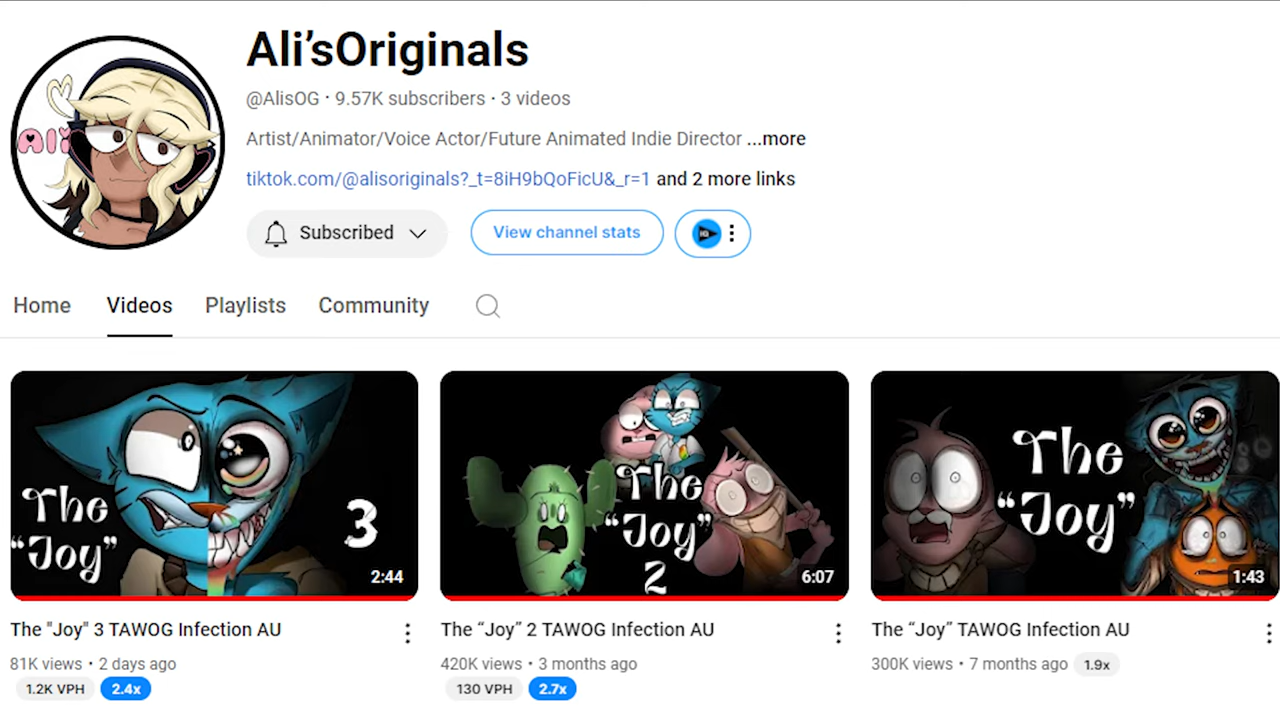 Ali
Ali'sOriginals
@AlisOG · 9.57K subscribers · 3 videos
Artist/Animator/Voice Actor/Future Animated Indie Director ...more
tiktok.com/@alisoriginals?_t=8iH9bQoFicU&_r=1 and 2 more links
Subscribed
View channel stats
IQ
Home Videos Playlists Community
The
“Joy”
3
2:44
The
“Joy”
2
6:07
The
“Joy”
1:43
The "Joy" 3 TAWOG Infection AU
81K views • 2 days ago
1.2K VPH 2.4x
The “Joy” 2 TAWOG Infection AU
420K views • 3 months ago
130 VPH 2.7x
The “Joy” TAWOG Infection AU
300K views • 7 months ago 1.9x